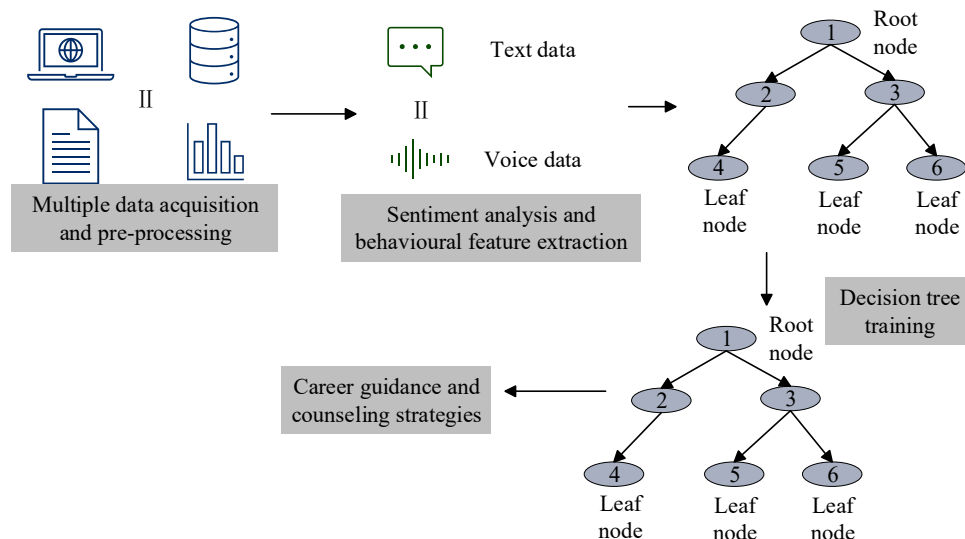 Text data
Voice data
Multiple data acquisition
and pre-processing
Sentiment analysis and
behavioural feature extraction
1
Root
node
2
3
4
5
6
Leaf
node
Leaf
node
Leaf
node
Decision tree
training
1
Root
node
2
3
4
5
6
Leaf
node
Leaf
node
Leaf
node
Career guidance and
counseling strategies